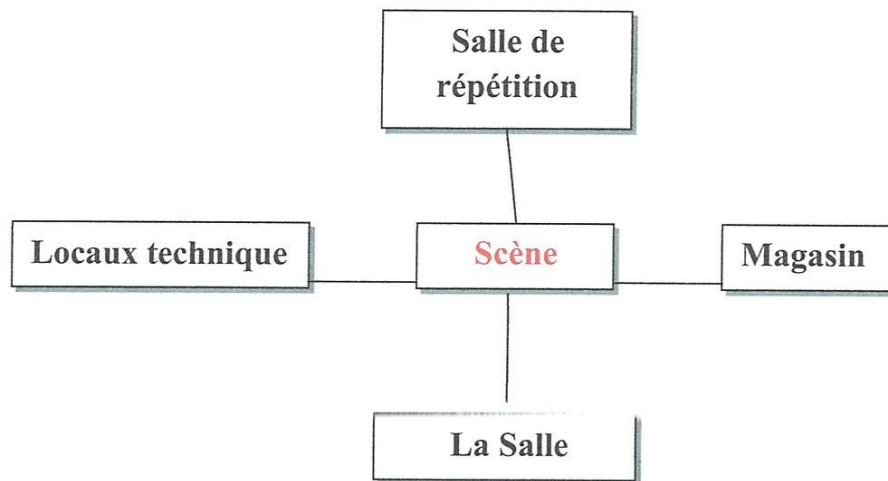 Salle de
répétition
Locaux technique
Scène
Magasin
La Salle